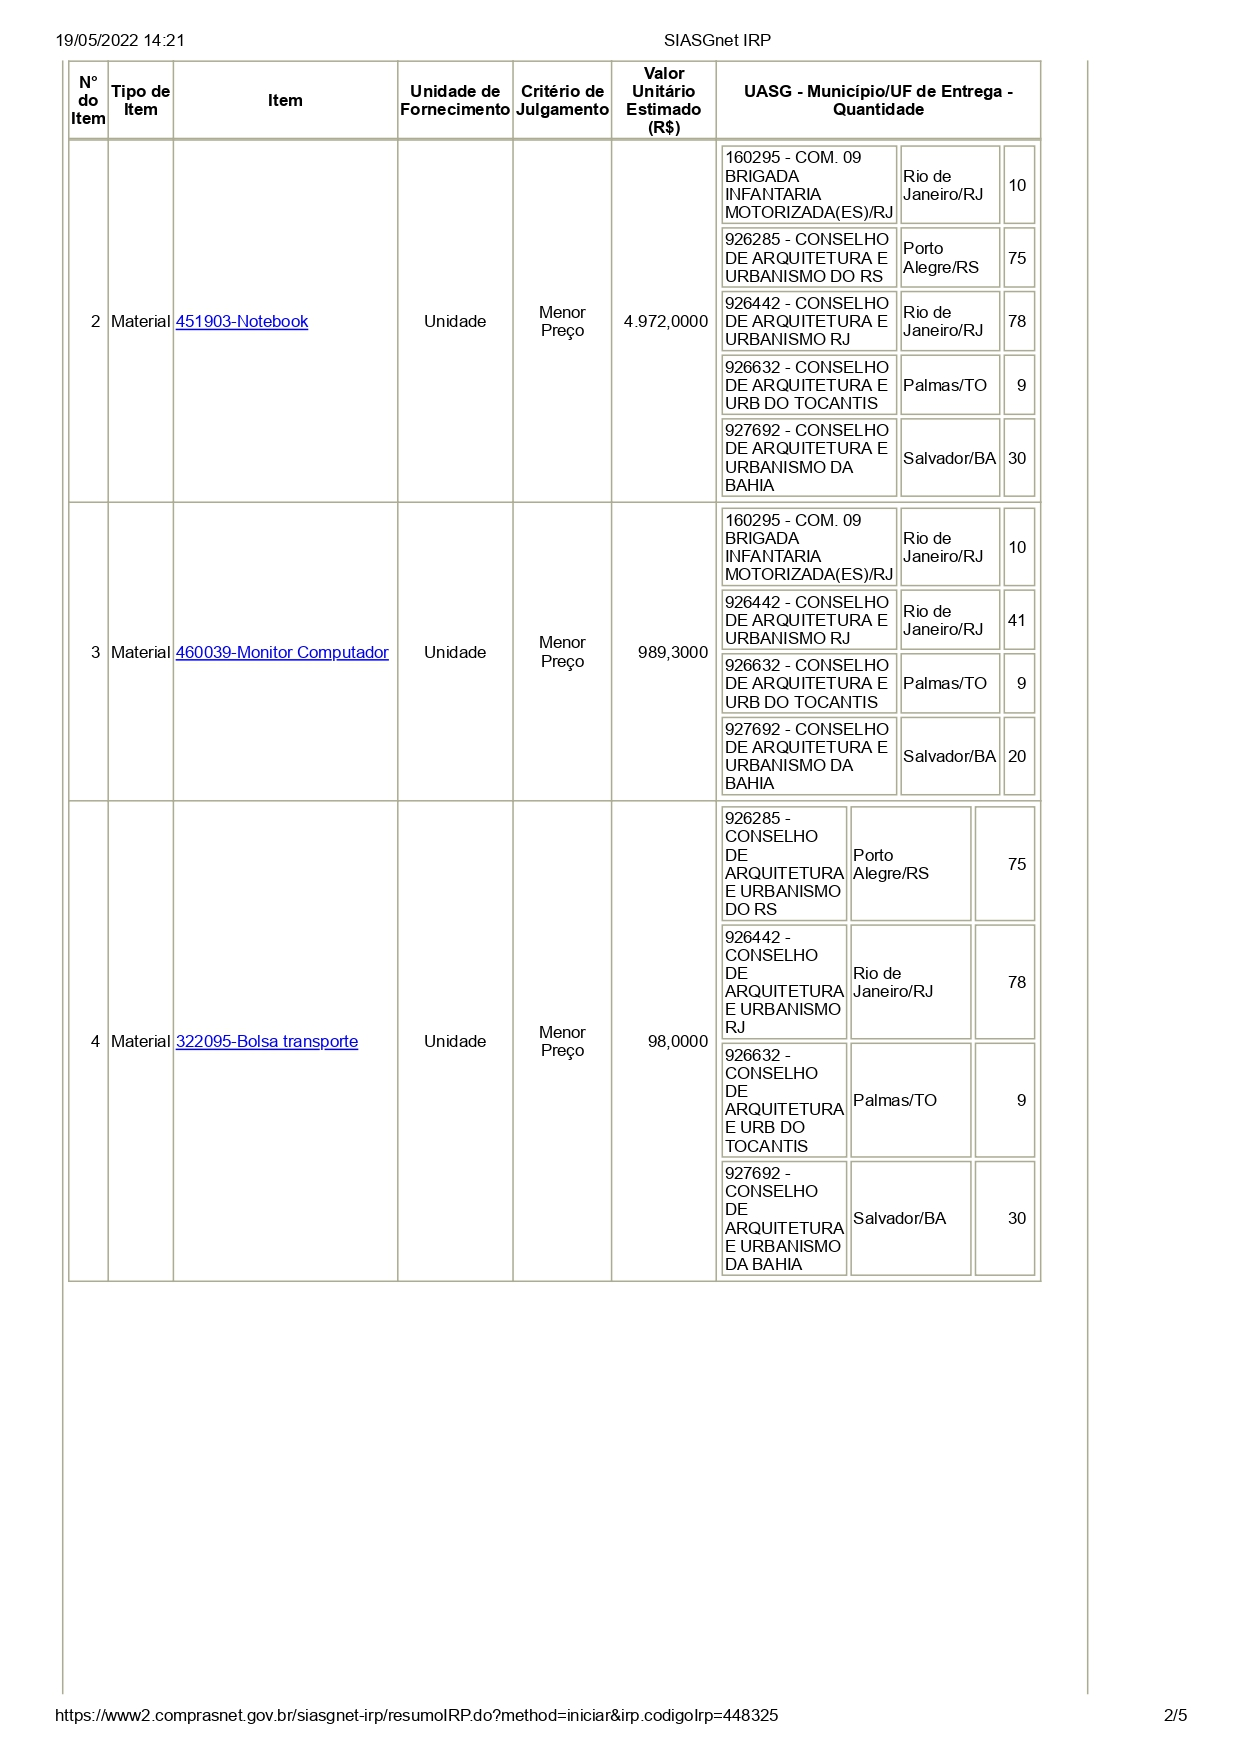 19/05/2022 14:21
SIASGnet IRP
N°
do
Item
Tipo de
Item
Item
Unidade de
Fornecimento
Critério de
Julgamento
Valor
Unitário
Estimado
(R$)
UASG - Município/UF de Entrega -
Quantidade
2
Material
451903-Notebook
Unidade
Menor
Preço
4.972,0000
160295 - COM. 09
BRIGADA
INFANTARIA
MOTORIZADA(ES)/RJ
Rio de
Janeiro/RJ
10
926285 - CONSELHO
DE ARQUITETURA E
URBANISMO DO RS
Porto
Alegre/RS
75
926442 - CONSELHO
DE ARQUITETURA E
URBANISMO RJ
Rio de
Janeiro/RJ
78
926632 - CONSELHO
DE ARQUITETURA E
URB DO TOCANTIS
Palmas/TO
9
927692 - CONSELHO
DE ARQUITETURA E
URBANISMO DA
BAHIA
Salvador/BA
30
3
Material
460039-Monitor Computador
Unidade
Menor
Preço
989,3000
160295 - COM. 09
BRIGADA
INFANTARIA
MOTORIZADA(ES)/RJ
Rio de
Janeiro/RJ
10
926442 - CONSELHO
DE ARQUITETURA E
URBANISMO RJ
Rio de
Janeiro/RJ
41
926632 - CONSELHO
DE ARQUITETURA E
URB DO TOCANTIS
Palmas/TO
9
927692 - CONSELHO
DE ARQUITETURA E
URBANISMO DA
BAHIA
Salvador/BA
20
4
Material
322095-Bolsa transporte
Unidade
Menor
Preço
98,0000
926285 -
CONSELHO
DE
ARQUITETURA
E URBANISMO
DO RS
Porto
Alegre/RS
75
926442 -
CONSELHO
DE
ARQUITETURA
E URBANISMO
RJ
Rio de
Janeiro/RJ
78
926632 -
CONSELHO
DE
ARQUITETURA
E URB DO
TOCANTIS
Palmas/TO
9
927692 -
CONSELHO
DE
ARQUITETURA
E URBANISMO
DA BAHIA
Salvador/BA
30
https://www2.comprasnet.gov.br/siasgnet-irp/resumoIRP.do?method=iniciar&irp.codigoIrp=448325
2/5